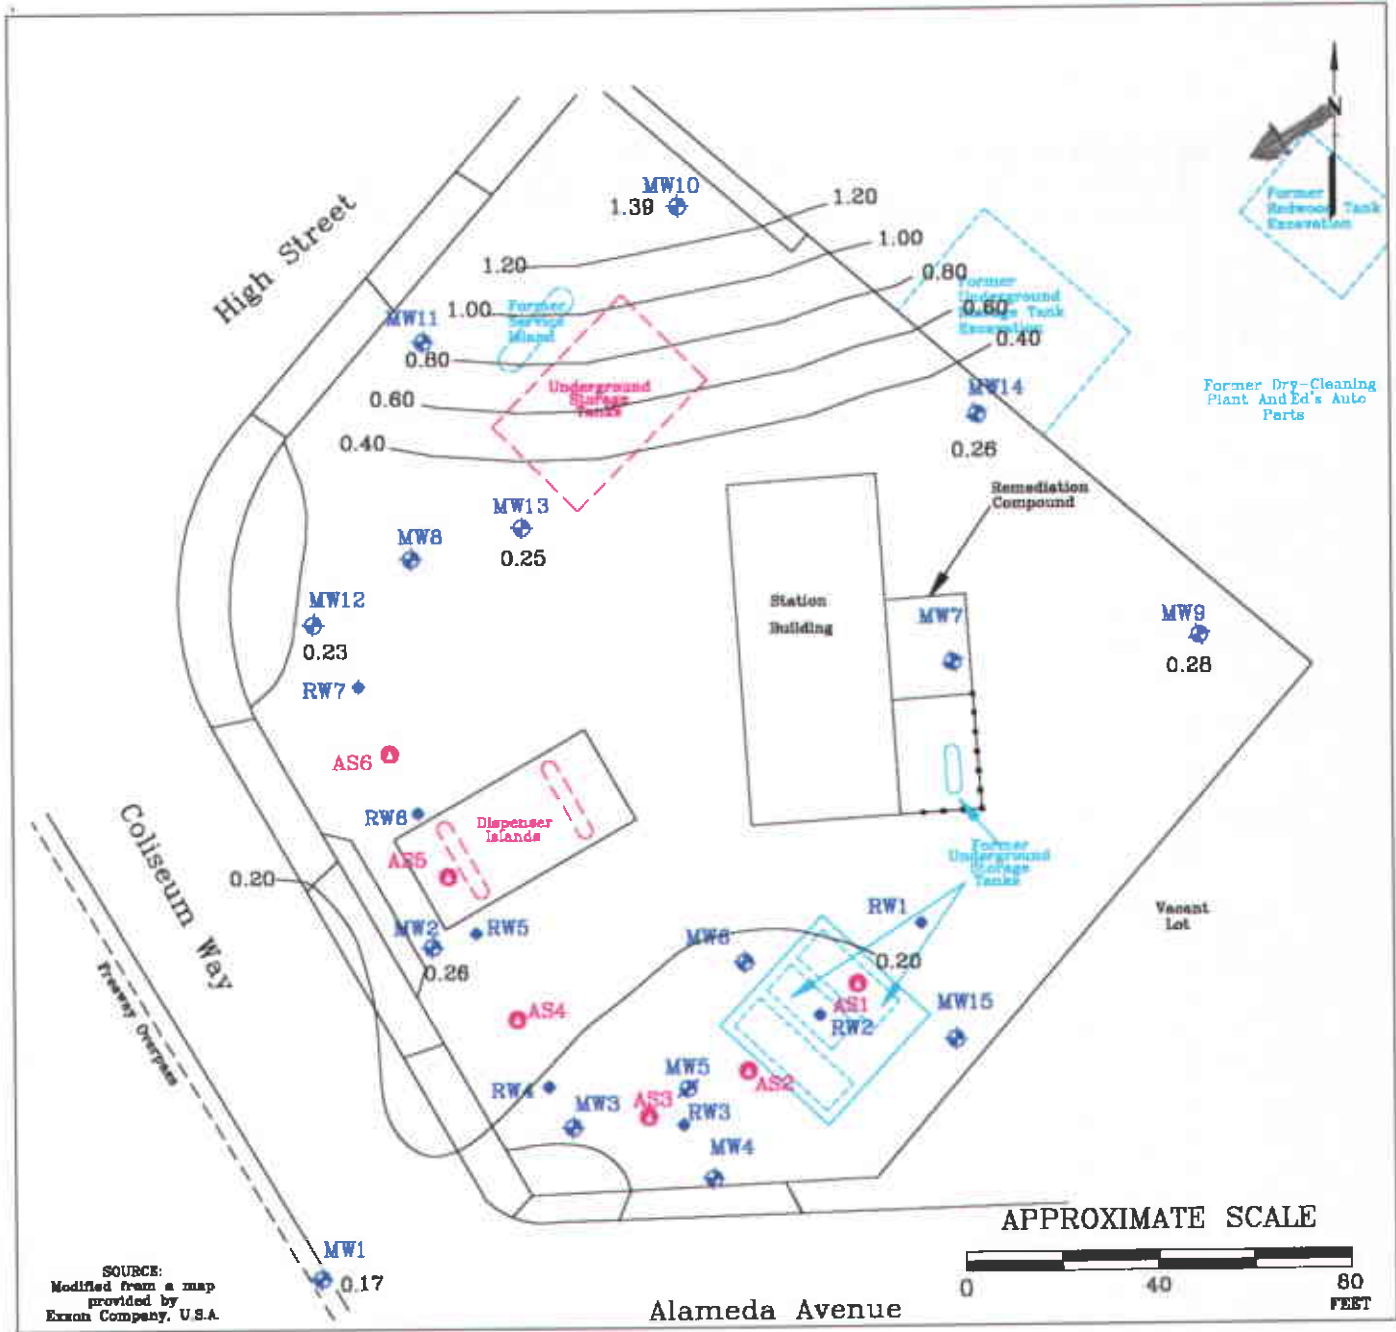 N
MW10
1.39
1.20
1.20
1.00
1.00
0.80
0.80
0.60
0.60
0.40
0.40
High Street
MW11
Former
Service
Island
Underground
Storage
Tanks
Former
Underground
Storage Tank
Excavation
Former
Redwood Tank
Excavation
Former Dry-Cleaning
Plant And Ed's Auto
Parts
MW14
0.26
Remediation
Compound
MW13
0.25
MW8
MW12
0.23
RW7
Station
Building
MW7
MW9
0.28
AS6
RW6
Dispenser
Islands
AS5
Coliseum Way
Freeway Overpass
0.20
MW2
0.26
RW5
Former
Underground
Storage
Tanks
RW1
MW6
0.20
Vacant
Lot
AS4
AS1
RW2
MW15
MW5
AS2
RW4
MW3
AS3
RW3
MW4
MW1
0.17
SOURCE:
Modified from a map
provided by
Exxon Company, U.S.A.
Alameda Avenue
APPROXIMATE SCALE
0 40 80
FEET